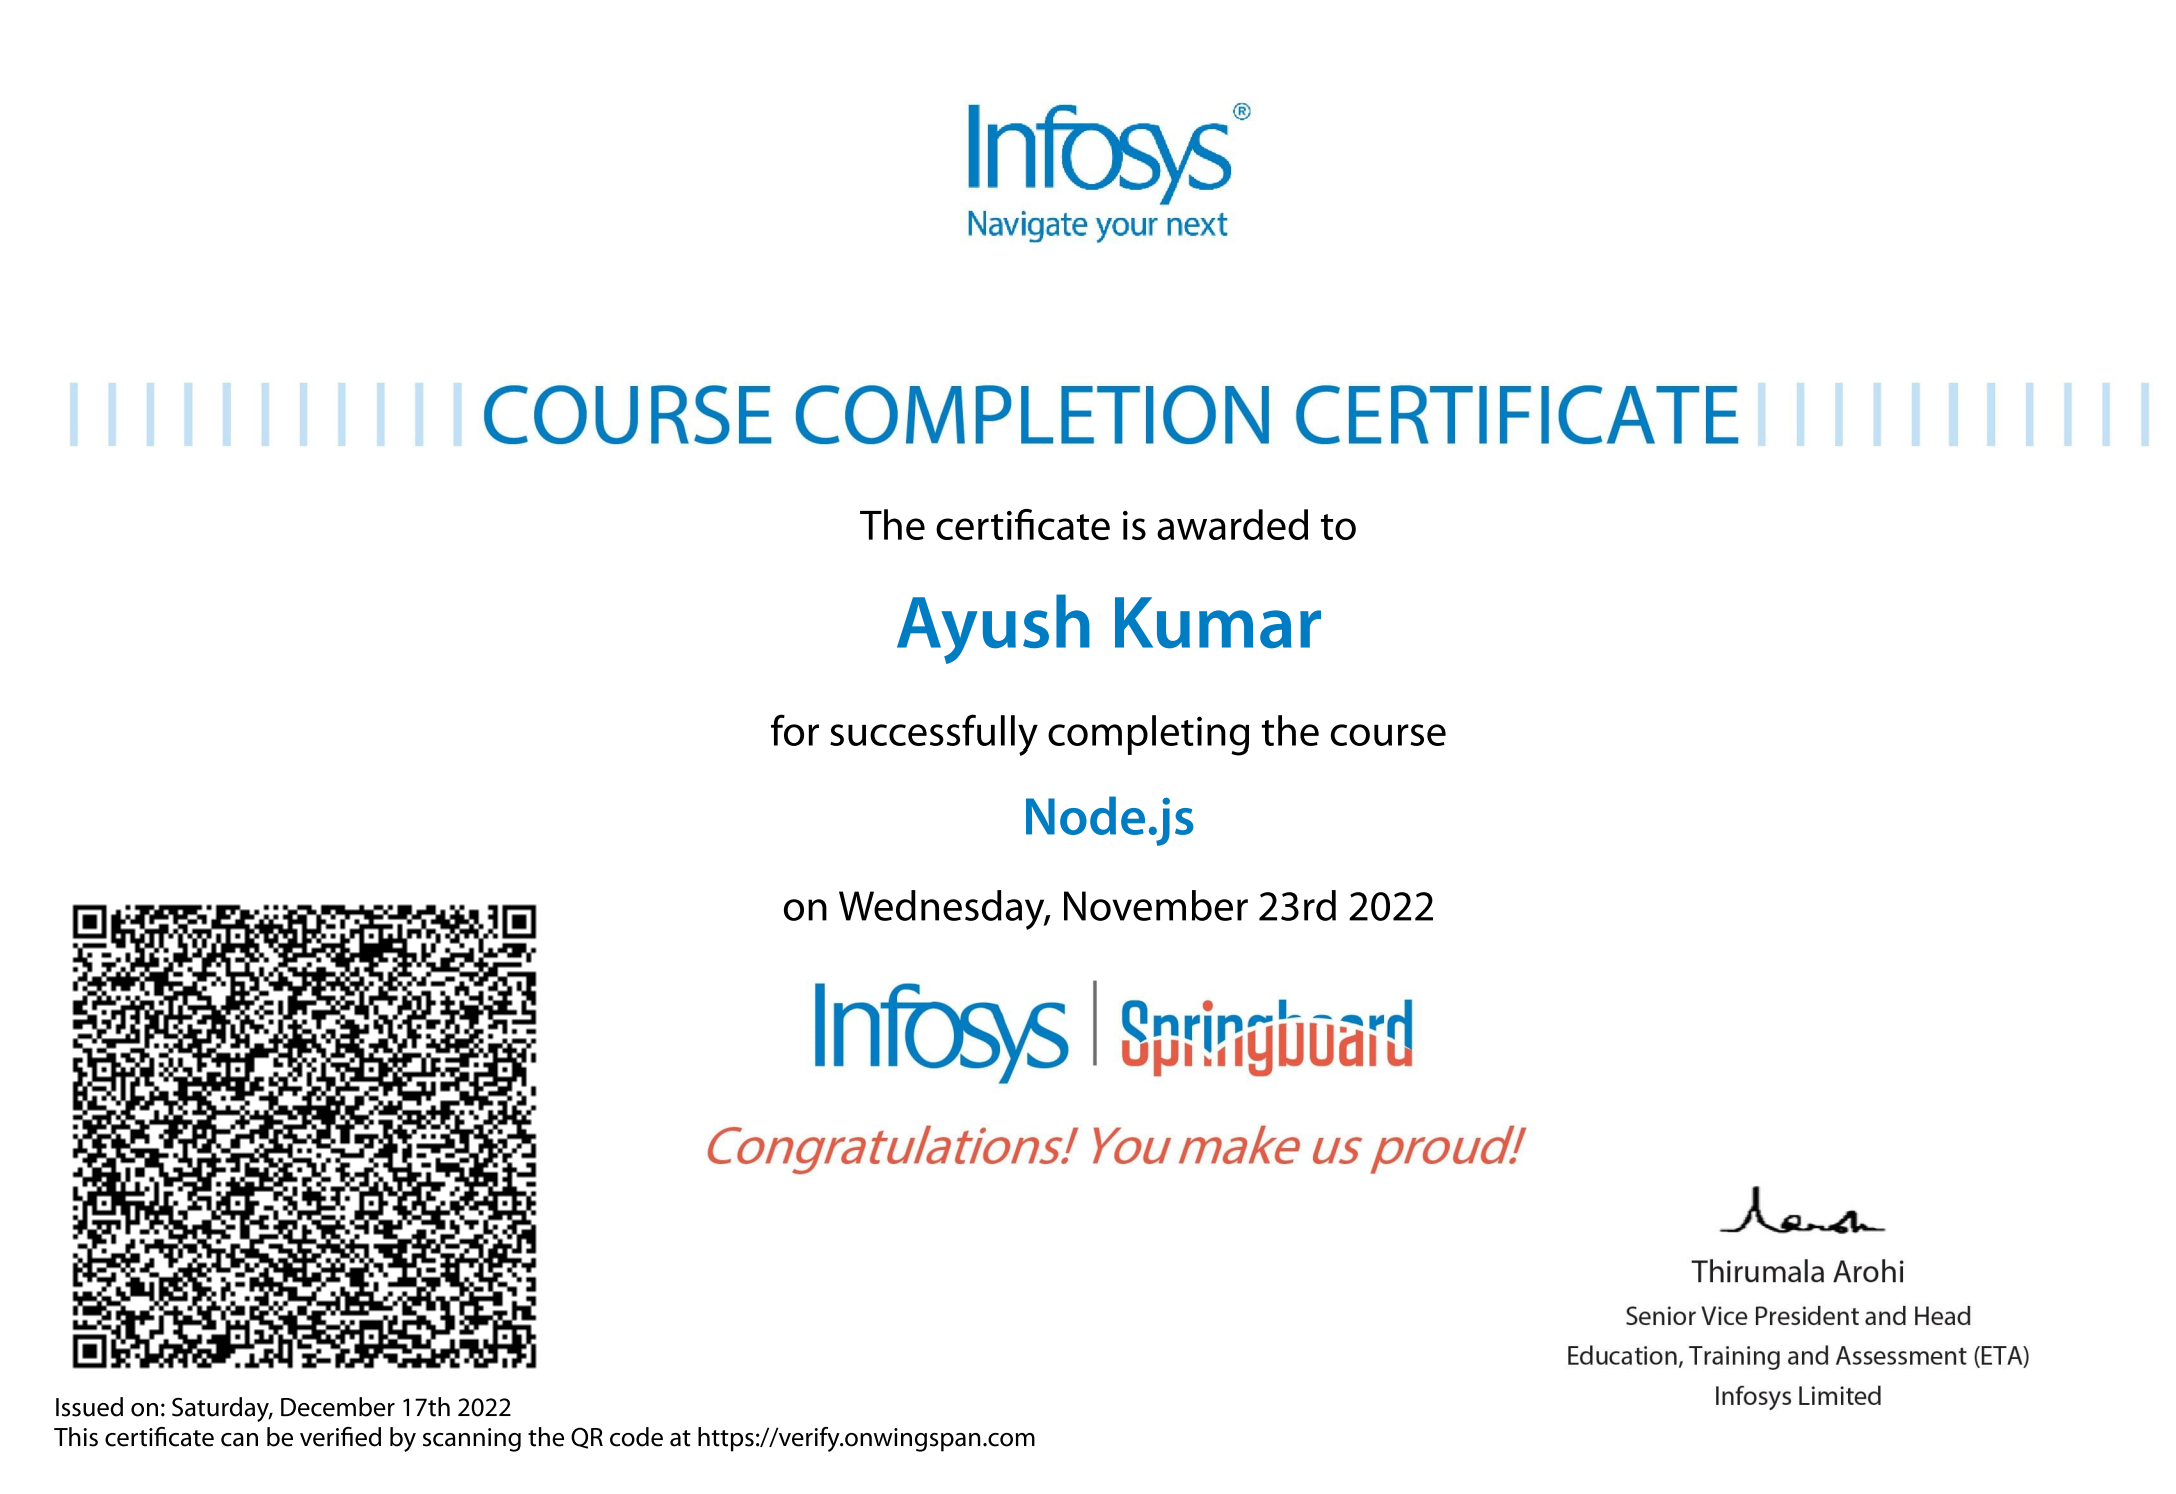 Infosys®
Navigate your next
COURSE COMPLETION CERTIFICATE
The certificate is awarded to
Ayush Kumar
for successfully completing the course
Node.js
on Wednesday, November 23rd 2022
Infosys | Springboard
Congratulations! You make us proud!
Thirumala Arohi
Senior Vice President and Head
Education, Training and Assessment (ETA)
Infosys Limited
Issued on: Saturday, December 17th 2022
This certificate can be verified by scanning the QR code at https://verify.onwingspan.com